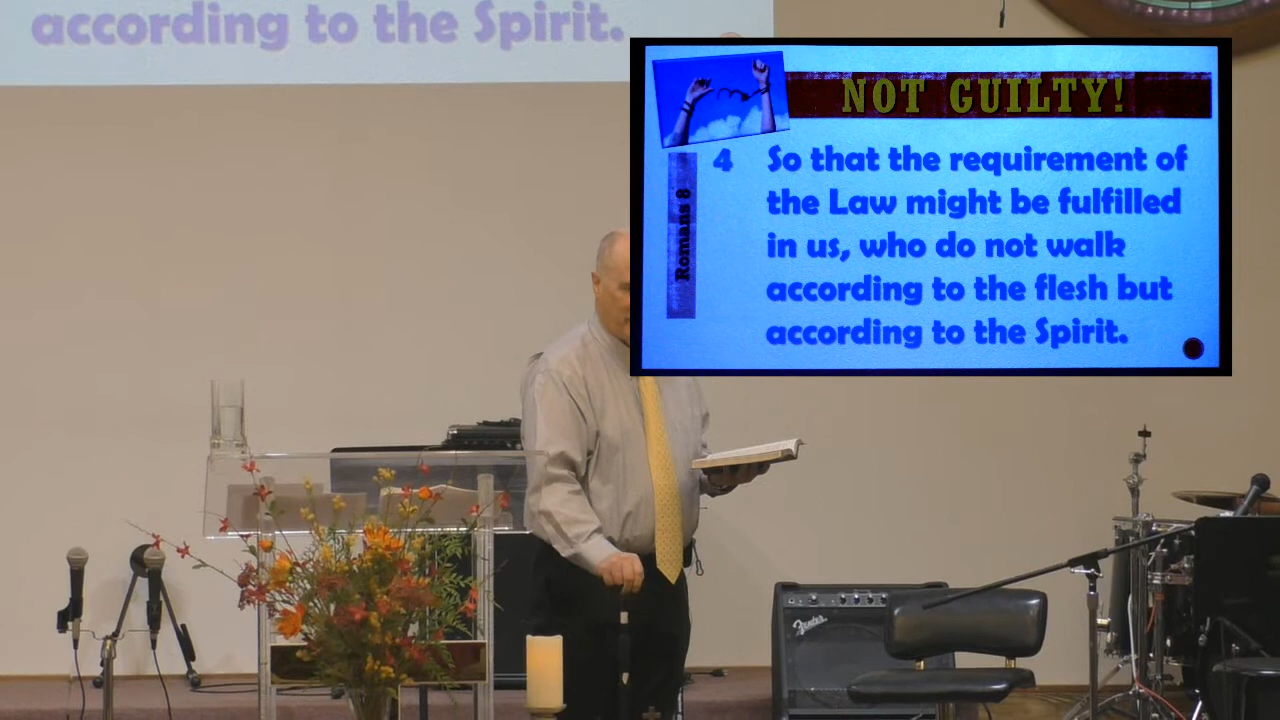 according to the Spirit.
NOT GUILTY!
Romans 8
4 So that the requirement of
the Law might be fulfilled
in us, who do not walk
according to the flesh but
according to the Spirit.
Fender